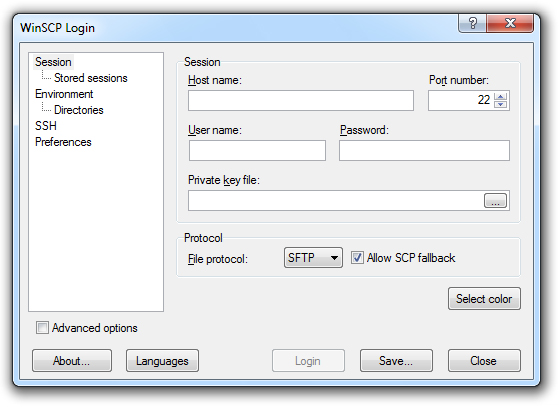 WinSCP Login
?
Session
Stored sessions
Environment
Directories
SSH
Preferences
Session
Host name:
Port number:
22
User name:
Password:
Private key file:
...
Protocol
File protocol:
SFTP
Allow SCP fallback
Select color
Advanced options
About...
Languages
Login
Save...
Close